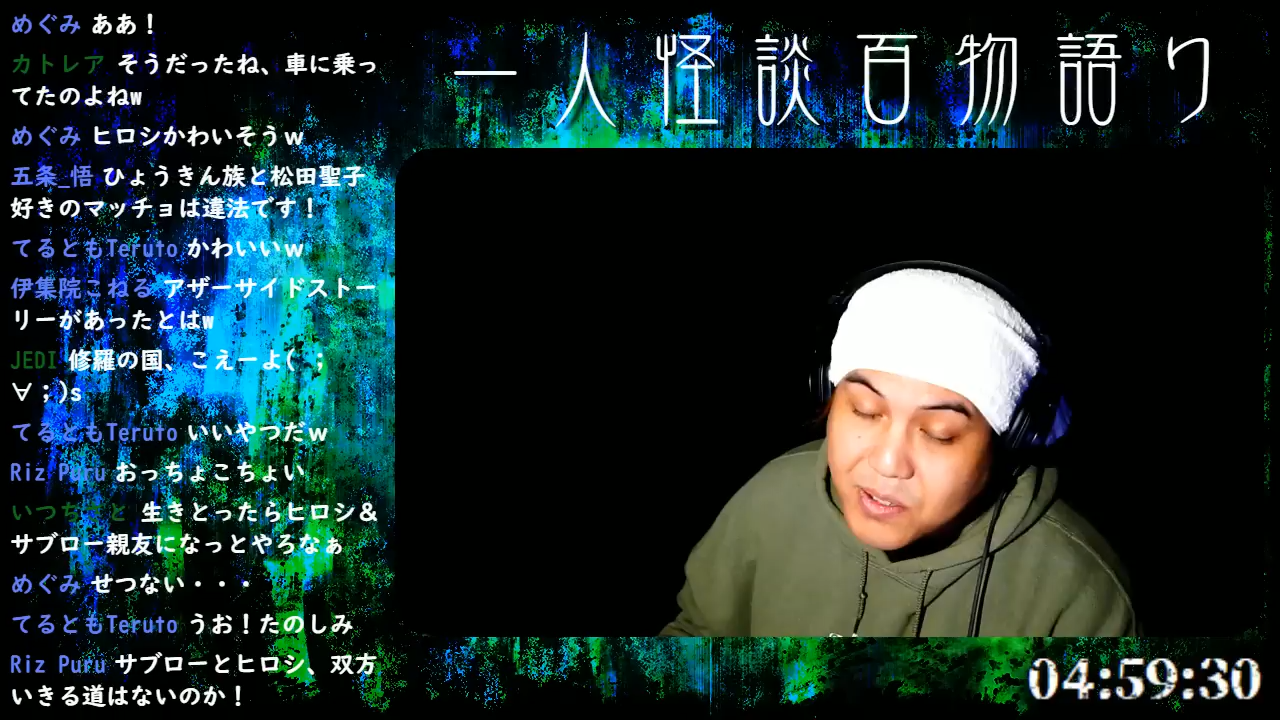 一人怪談百物語り
めぐみ ああ！
カトレア そうだったね、車に乗っ
てたのよねw
めぐみ ヒロシかわいそうｗ
五条_悟 ひょうきん族と松田聖子
好きのマッチョは違法です！
てるともTeruto かわいいｗ
伊集院こねる アザーサイドストー
リーがあったとはw
JEDI 修羅の国、こえーよ( ；
∀；)s
てるともTeruto いいやつだｗ
Riz Puru おっちょこちょい
生きとったらヒロシ＆
サブロー親友になっとやろなぁ
めぐみ せつない・・・
てるともTeruto うお！たのしみ
Riz Puru サブローとヒロシ、双方
いきる道はないのか！
04:59:30